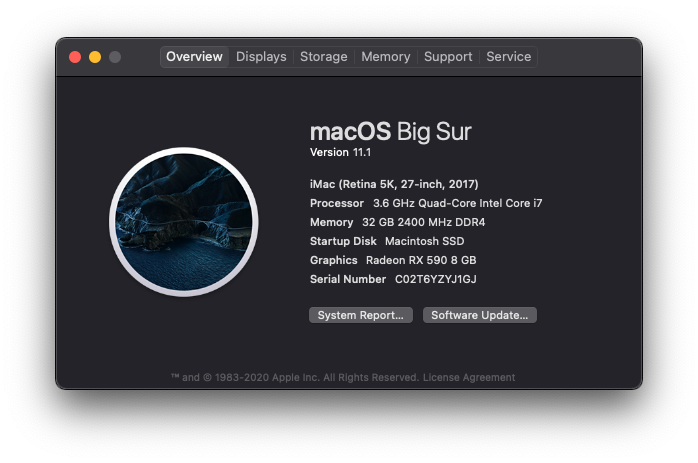 Overview Displays Storage Memory Support Service
macOS Big Sur
Version 11.1
iMac (Retina 5K, 27-inch, 2017)
Processor 3.6 GHz Quad-Core Intel Core i7
Memory 32 GB 2400 MHz DDR4
Startup Disk Macintosh SSD
Graphics Radeon RX 590 8 GB
Serial Number C02T6YZYJ1GJ
System Report... Software Update...
™ and © 1983-2020 Apple Inc. All Rights Reserved. License Agreement